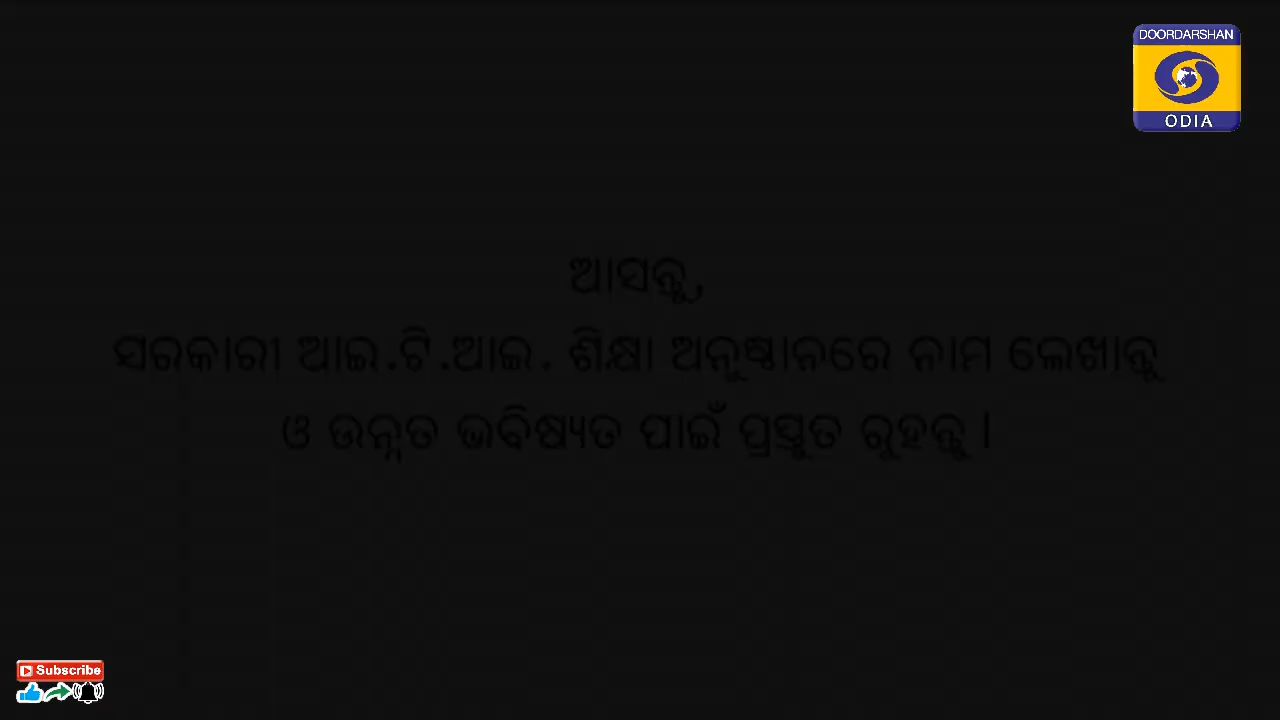 DOORDARSHAN
ODIA
ଆସନ୍ତୁ,
ସରକାରୀ ଆଇ.ଟି.ଆଇ. ଶିକ୍ଷା ଅନୁଷ୍ଠାନରେ ନାମ ଲେଖାନ୍ତୁ
ଓ ଉନ୍ନତ ଭବିଷ୍ୟତ ପାଇଁ ପ୍ରସ୍ତୁତ ରୁହନ୍ତୁ।
Subscribe